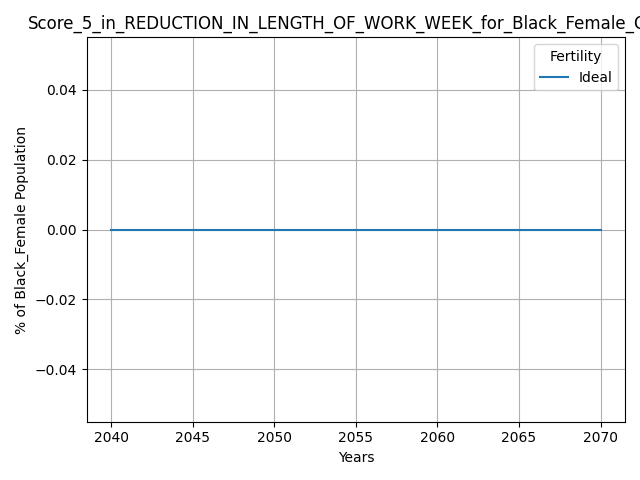 Score_5_in_REDUCTION_IN_LENGTH_OF_WORK_WEEK_for_Black_Female_
Fertility
Ideal
0.04
0.02
0.00
−0.02
−0.04
% of Black_Female Population
2040 2045 2050 2055 2060 2065 2070
Years